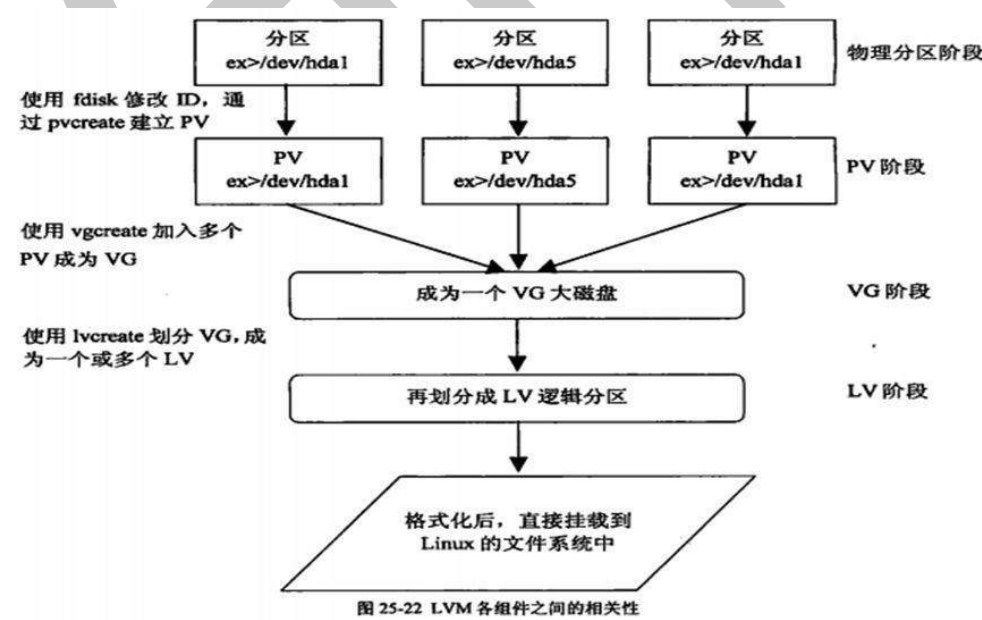 分区
ex>/dev/hda1
分区
ex>/dev/hda5
分区
ex>/dev/hda1
物理分区阶段
使用 fdisk 修改 ID，通
过 pvcreate 建立 PV
PV
ex>/dev/hda1
PV
ex>/dev/hda5
PV
ex>/dev/hda1
PV 阶段
使用 vgcreate 加入多个
PV 成为 VG
成为一个 VG 大磁盘
VG 阶段
使用 lvcreate 划分 VG,成
为一个或多个 LV
再划分成 LV 逻辑分区
LV 阶段
格式化后，直接挂载到
Linux 的文件系统中
图 25-22 LVM 各组件之间的相关性